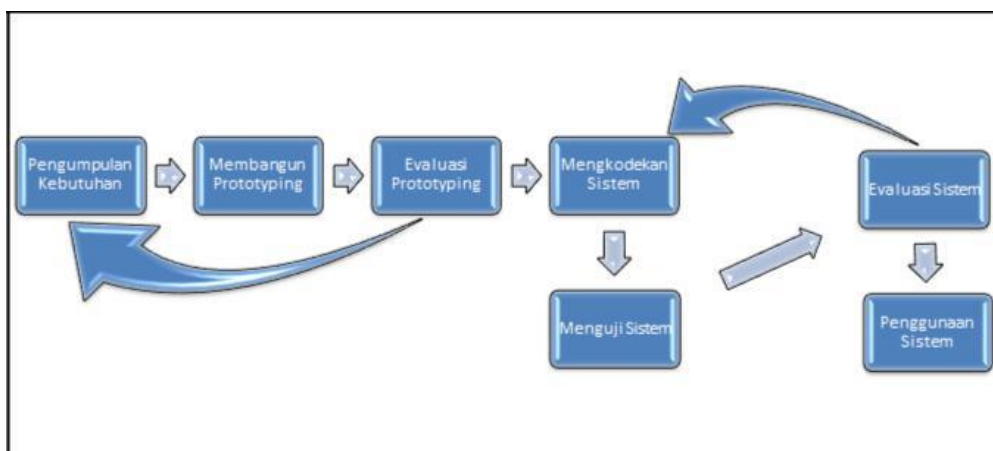 Pengumpulan
Kebutuhan
Membangun
Prototyping
Evaluasi
Prototyping
Mengkodekan
Sistem
Evaluasi Sistem
Menguji Sistem
Penggunaan
Sistem